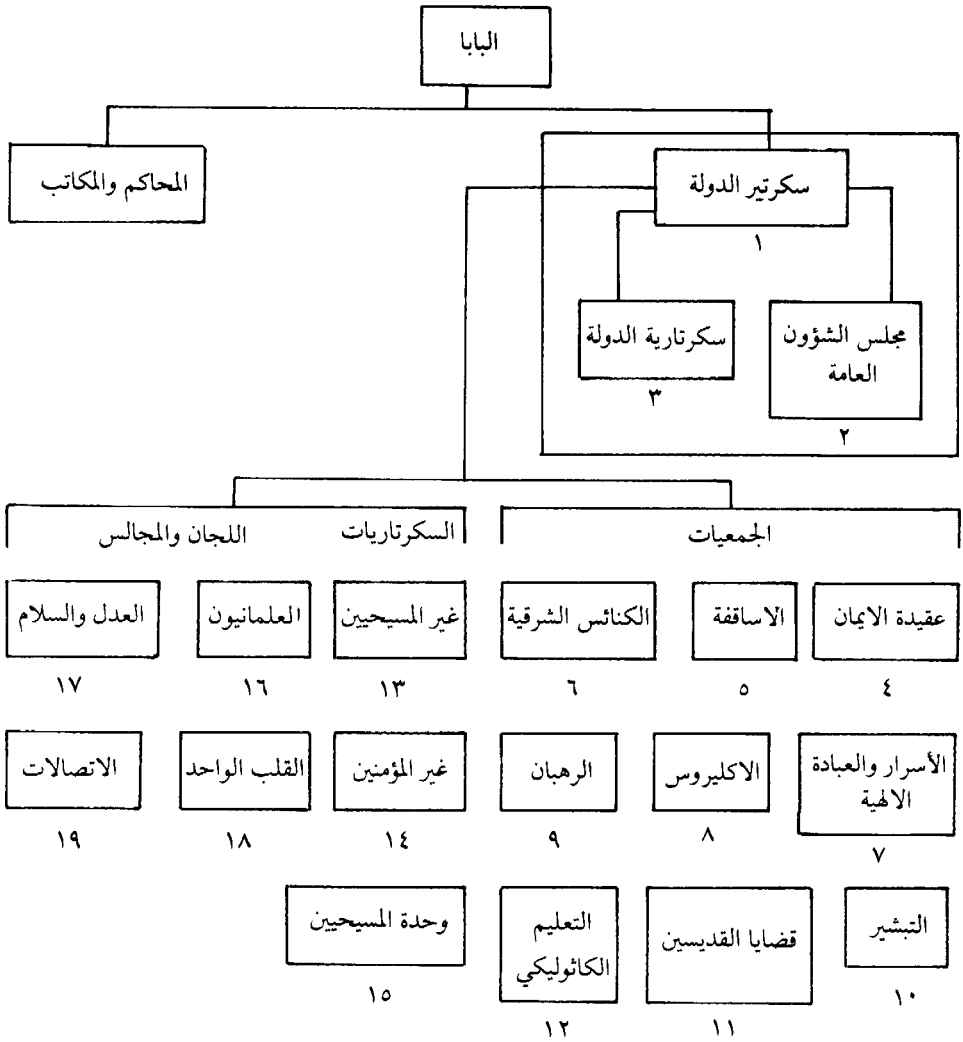 البابا
سكرتير الدولة
١
المحاكم والمكاتب
مجلس الشؤون
العامة
٢
سكرتارية الدولة
٣
الجمعيات
السكرتاريات
اللجان والمجالس
عقيدة الايمان
٤
الاساقفة
٥
الكنائس الشرقية
٦
غير المسيحيين
١٣
العلمانيون
١٦
العدل والسلام
١٧
الأسرار والعبادة
الالهية
٧
الاكليروس
٨
الرهبان
٩
غير المؤمنين
١٤
القلب الواحد
١٨
الاتصالات
١٩
التبشير
١٠
قضايا القديسين
١١
التعليم
الكاثوليكي
١٢
وحدة المسيحيين
١٥